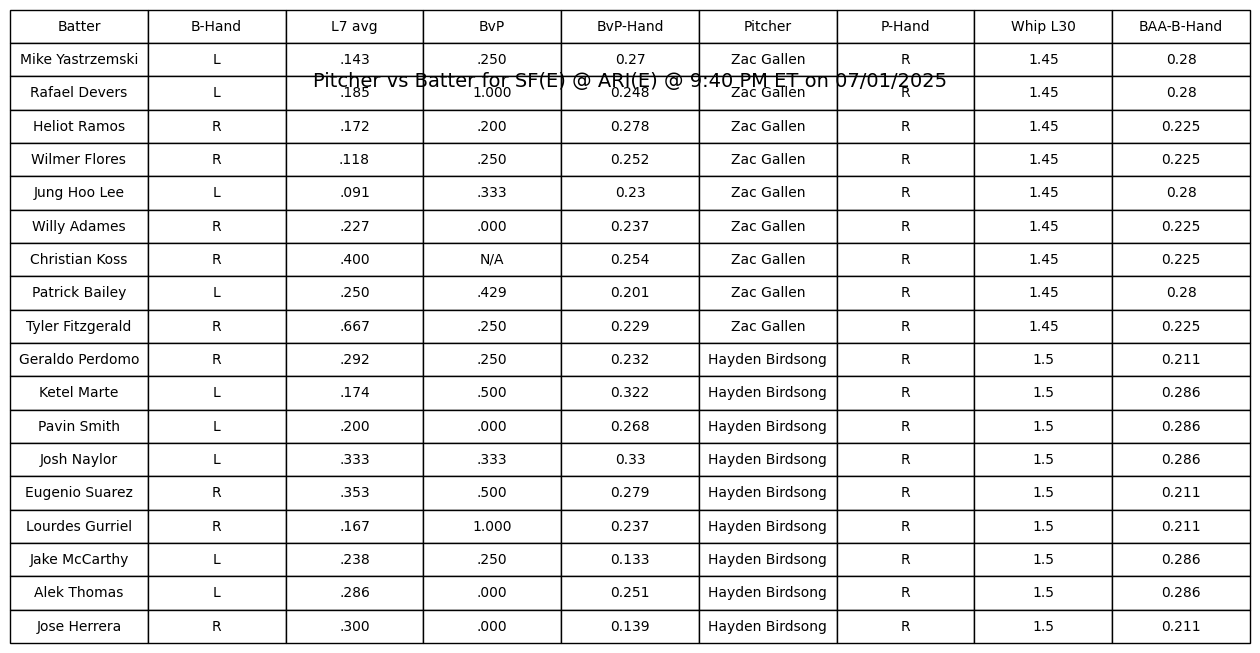 Batter B-Hand L7 avg BvP BvP-Hand Pitcher P-Hand Whip L30 BAA-B-Hand
Mike Yastrzemski L .143 .250 0.27 Zac Gallen R 1.45 0.28
Pitcher vs Batter for SF(E) @ ARI(E) @ 9:40 PM ET on 07/01/2025
Rafael Devers L .185 1.000 0.248 Zac Gallen R 1.45 0.28
Heliot Ramos R .172 .200 0.278 Zac Gallen R 1.45 0.225
Wilmer Flores R .118 .250 0.252 Zac Gallen R 1.45 0.225
Jung Hoo Lee L .091 .333 0.23 Zac Gallen R 1.45 0.28
Willy Adames R .227 .000 0.237 Zac Gallen R 1.45 0.225
Christian Koss R .400 N/A 0.254 Zac Gallen R 1.45 0.225
Patrick Bailey L .250 .429 0.201 Zac Gallen R 1.45 0.28
Tyler Fitzgerald R .667 .250 0.229 Zac Gallen R 1.45 0.225
Geraldo Perdomo R .292 .250 0.232 Hayden Birdsong R 1.5 0.211
Ketel Marte L .174 .500 0.322 Hayden Birdsong R 1.5 0.286
Pavin Smith L .200 .000 0.268 Hayden Birdsong R 1.5 0.286
Josh Naylor L .333 .333 0.33 Hayden Birdsong R 1.5 0.286
Eugenio Suarez R .353 .500 0.279 Hayden Birdsong R 1.5 0.211
Lourdes Gurriel R .167 1.000 0.237 Hayden Birdsong R 1.5 0.211
Jake McCarthy L .238 .250 0.133 Hayden Birdsong R 1.5 0.286
Alek Thomas L .286 .000 0.251 Hayden Birdsong R 1.5 0.286
Jose Herrera R .300 .000 0.139 Hayden Birdsong R 1.5 0.211